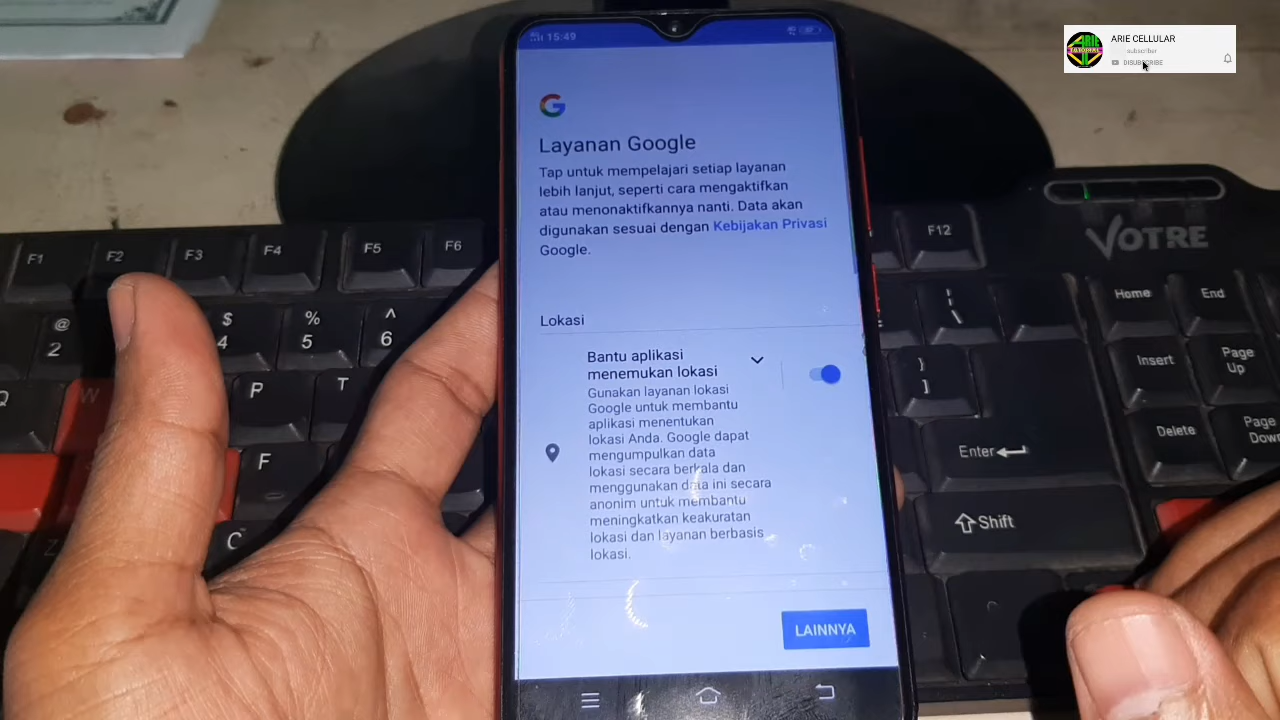 15:49
ARIE CELLULAR
subscriber
DISUBSCRIBE
Layanan Google
Tap untuk mempelajari setiap layanan
lebih lanjut, seperti cara mengaktifkan
atau menonaktifkannya nanti. Data akan
digunakan sesuai dengan Kebijakan Privasi
Google.
Lokasi
Bantu aplikasi
menemukan lokasi
Gunakan layanan lokasi
Google untuk membantu
aplikasi menentukan
lokasi Anda. Google dapat
mengumpulkan data
lokasi secara berkala dan
menggunakan data ini secara
anonim untuk membantu
meningkatkan keakuratan
lokasi dan layanan berbasis
lokasi.
LAINNYA
F1
F2
F3
F4
F5
F6
F12
VOTRE
@
2
$
4
%
5
^
6
Home
End
Insert
Page
Up
Delete
Page
Down
W
P
T
F
C
}
]
Enter
Shift